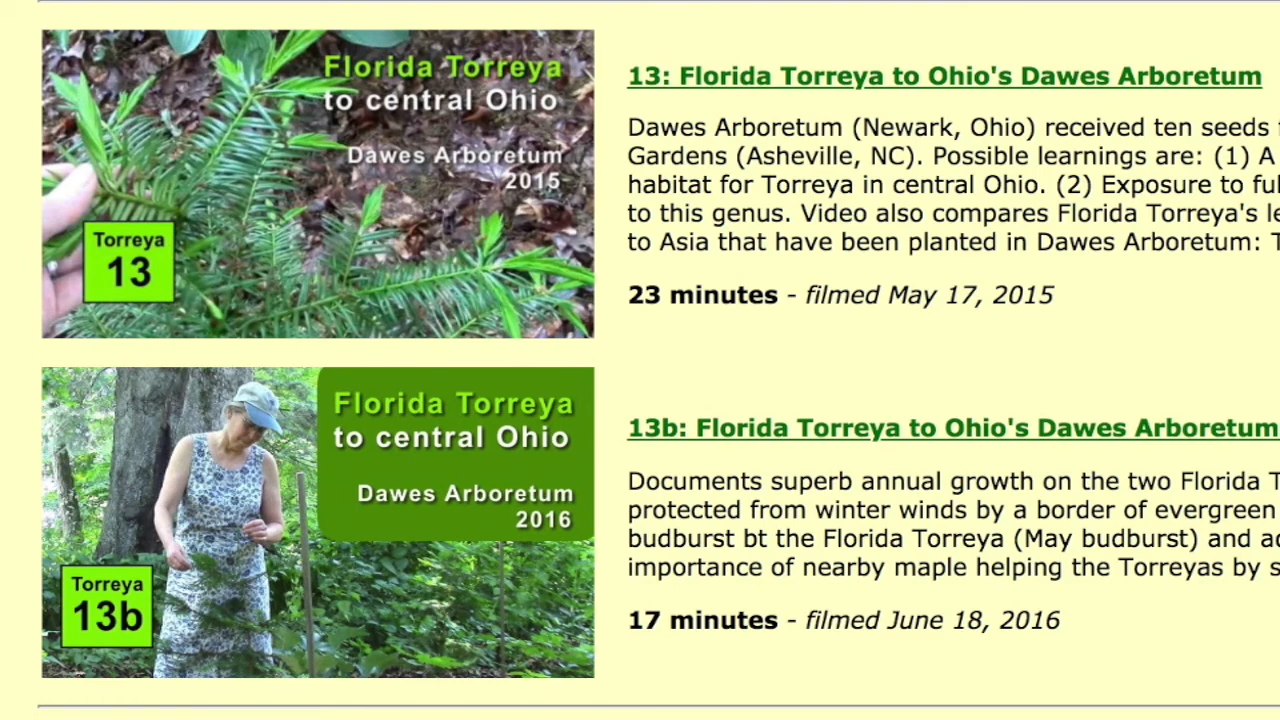 Florida Torreya
to central Ohio
Dawes Arboretum
2015
Torreya
13
13: Florida Torreya to Ohio's Dawes Arboretum
Dawes Arboretum (Newark, Ohio) received ten seeds
Gardens (Asheville, NC). Possible learnings are: (1) A
habitat for Torreya in central Ohio. (2) Exposure to
to this genus. Video also compares Florida Torreya's
to Asia that have been planted in Dawes Arboretum:
23 minutes - filmed May 17, 2015
Florida Torreya
to central Ohio
Dawes Arboretum
2016
Torreya
13b
13b: Florida Torreya to Ohio's Dawes Arboretum
Documents superb annual growth on the two Florida
protected from winter winds by a border of evergreen
budburst bt the Florida Torreya (May budburst) and
importance of nearby maple helping the Torreyas by
17 minutes - filmed June 18, 2016